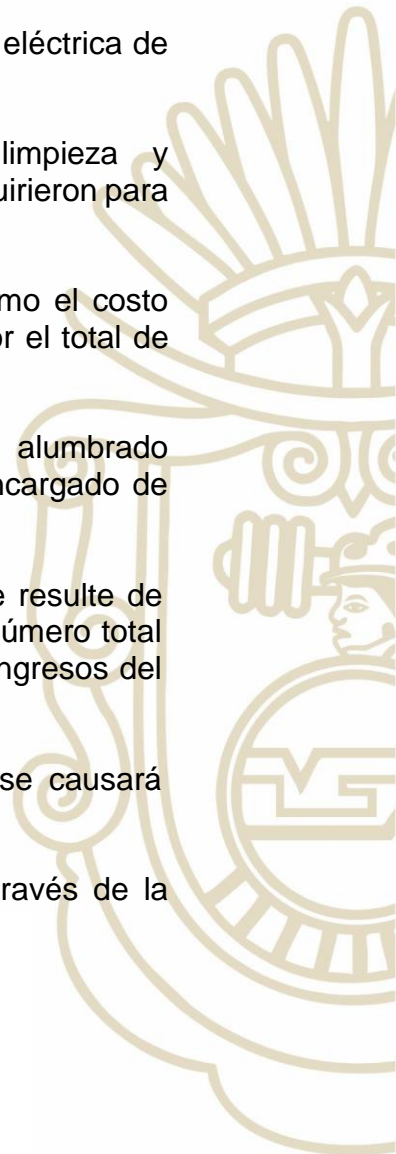 eléctrica de
limpieza y
uirieron para
mo el costo
or el total de
alumbrado
ncargado de
e resulte de
úmero total
ngresos del
se causará
ravés de la